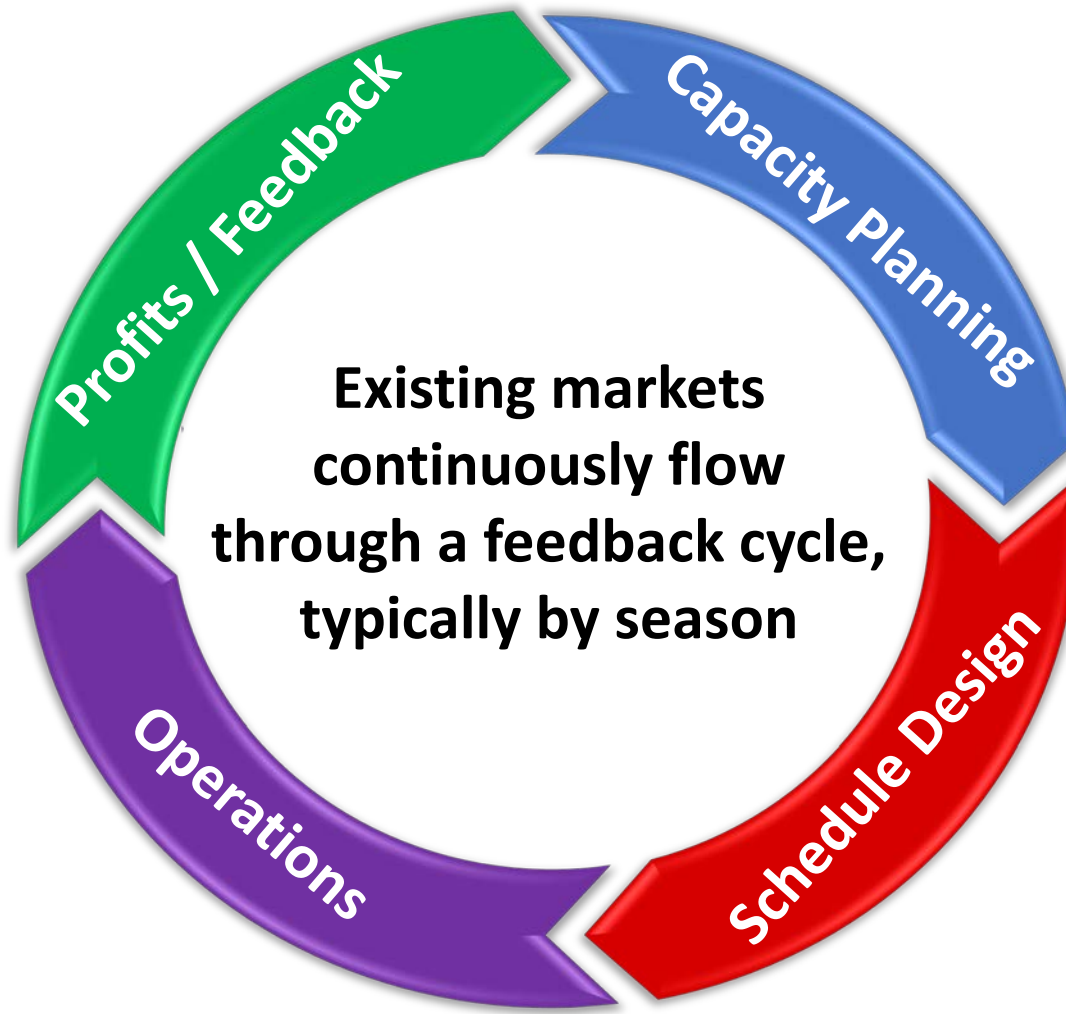 Profits / Feedback
Capacity Planning
Existing markets
continuously flow
through a feedback cycle,
typically by season
Operations
Schedule Design